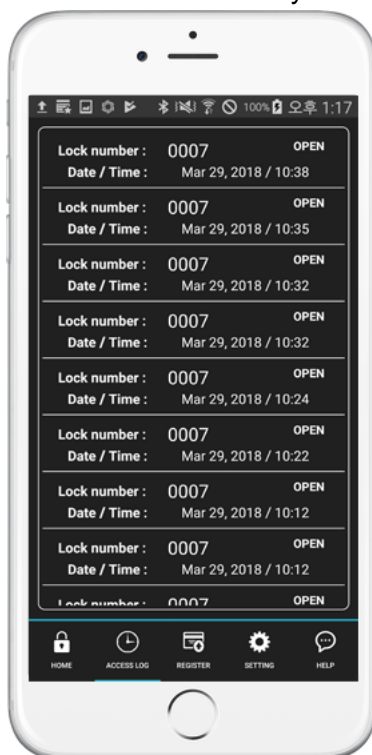 100% 오후 1:17
Lock number : 0007 OPEN
Date / Time : Mar 29, 2018 / 10:38
Lock number : 0007 OPEN
Date / Time : Mar 29, 2018 / 10:35
Lock number : 0007 OPEN
Date / Time : Mar 29, 2018 / 10:32
Lock number : 0007 OPEN
Date / Time : Mar 29, 2018 / 10:32
Lock number : 0007 OPEN
Date / Time : Mar 29, 2018 / 10:24
Lock number : 0007 OPEN
Date / Time : Mar 29, 2018 / 10:22
Lock number : 0007 OPEN
Date / Time : Mar 29, 2018 / 10:12
Lock number : 0007 OPEN
Date / Time : Mar 29, 2018 / 10:12
Lock number : 0007 OPEN
HOME ACCESS LOG REGISTER SETTING HELP